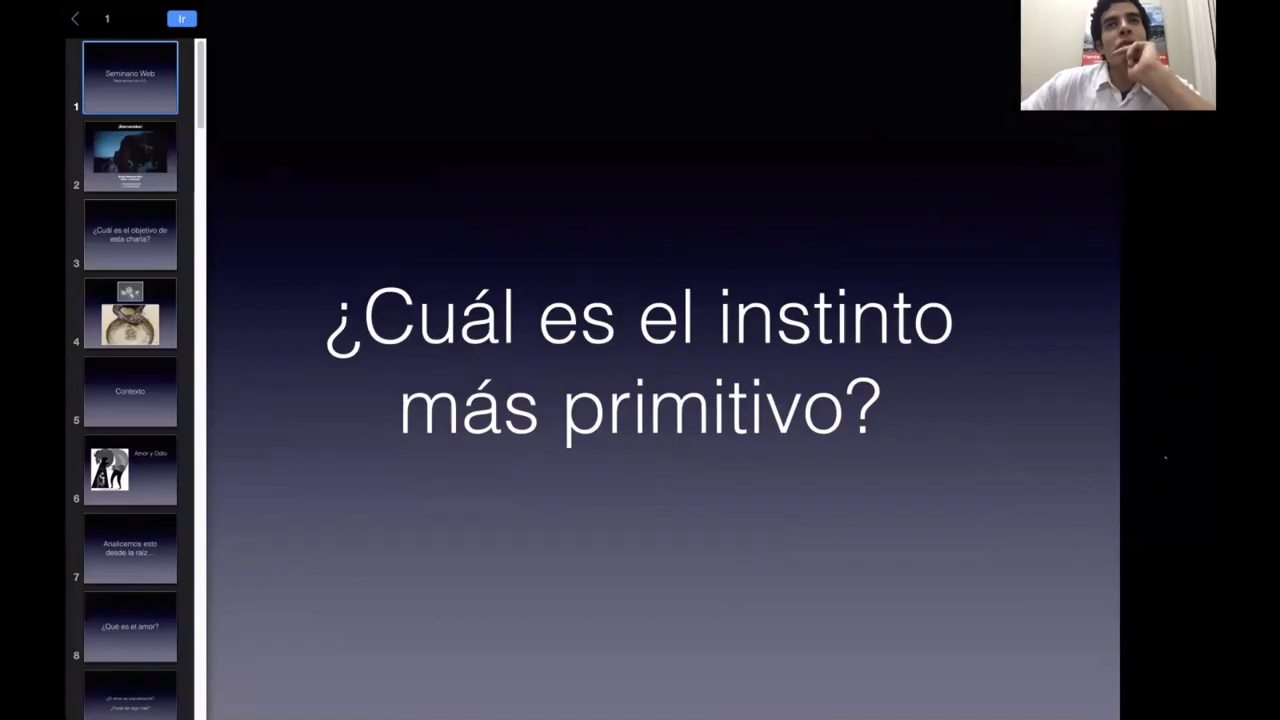 1
Ir
Seminario Web
1
¡Bienvenidos!
2
¿Cuál es el objetivo de
esta charla?
3
4
Contexto
5
Amor y Odio
6
Analicemos esto
desde la raíz...
7
¿Qué es el amor?
8
¿Cuál es el instinto
más primitivo?